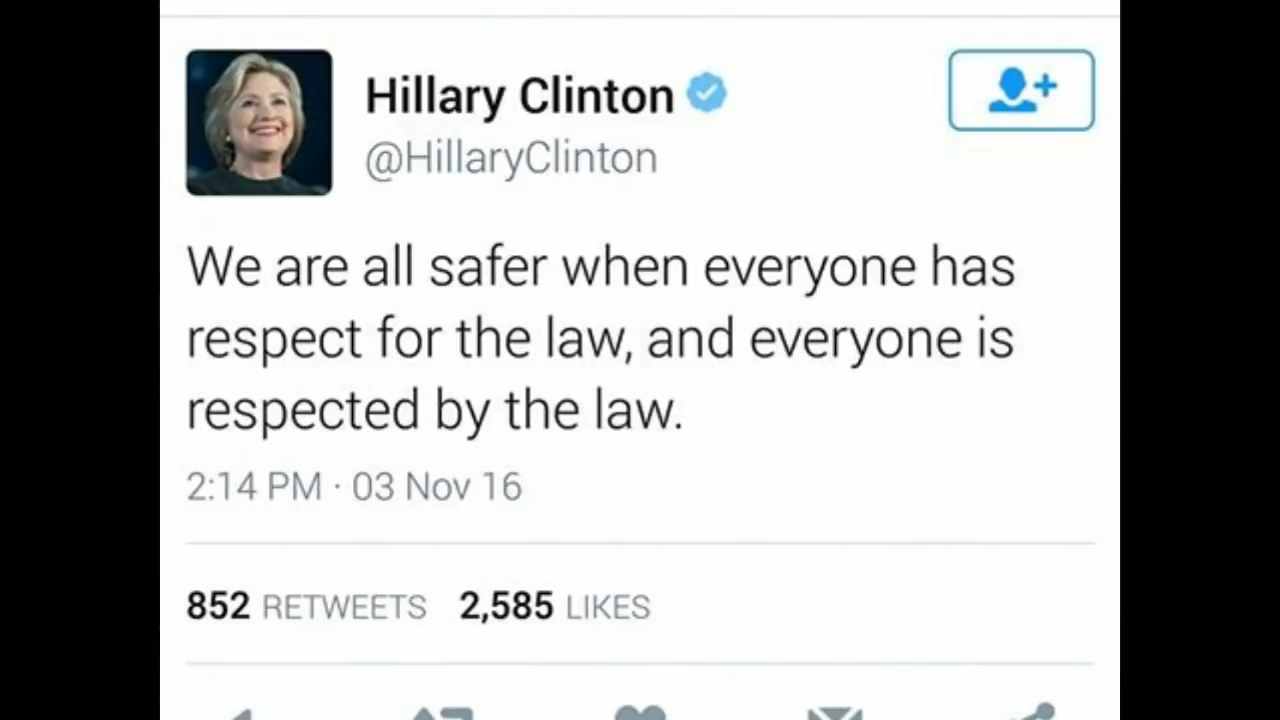 Hillary Clinton
@HillaryClinton
We are all safer when everyone has
respect for the law, and everyone is
respected by the law.
2:14 PM · 03 Nov 16
852 RETWEETS 2,585 LIKES